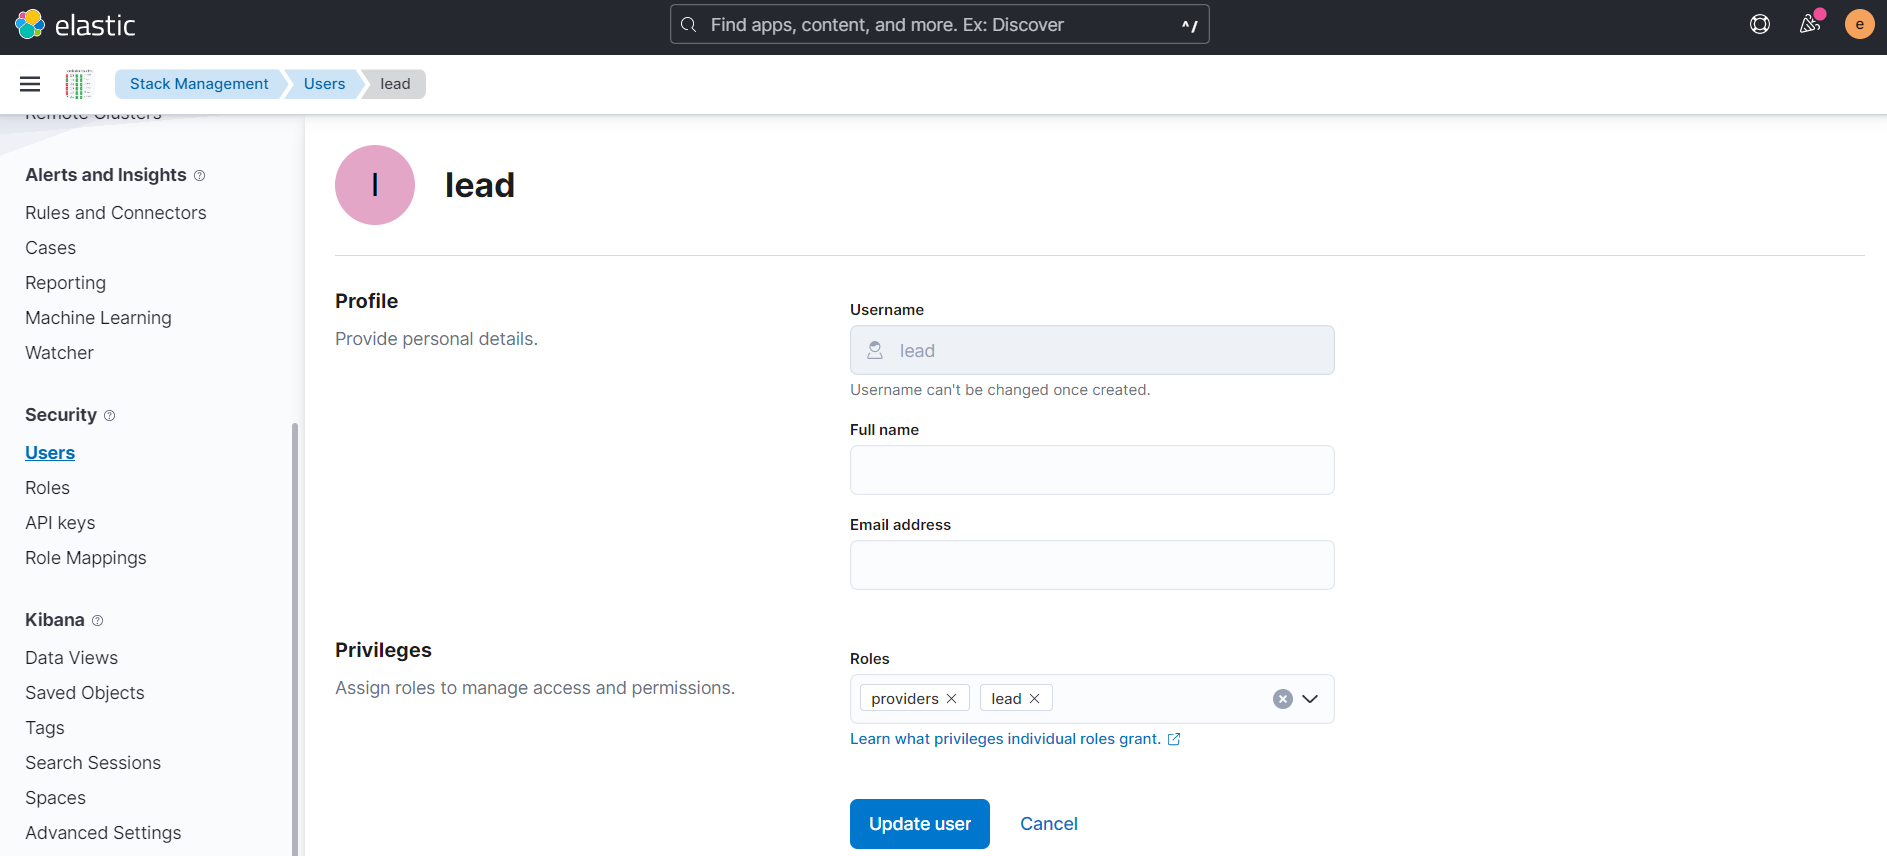 elastic
Find apps, content, and more. Ex: Discover
^/
e
Stack Management
Users
lead
Remote Clusters
Alerts and Insights
Rules and Connectors
Cases
Reporting
Machine Learning
Watcher
Security
Users
Roles
API keys
Role Mappings
Kibana
Data Views
Saved Objects
Tags
Search Sessions
Spaces
Advanced Settings
l
lead
Profile
Provide personal details.
Username
lead
Username can't be changed once created.
Full name
Email address
Privileges
Assign roles to manage access and permissions.
Roles
providers
lead
Learn what privileges individual roles grant.
Update user
Cancel